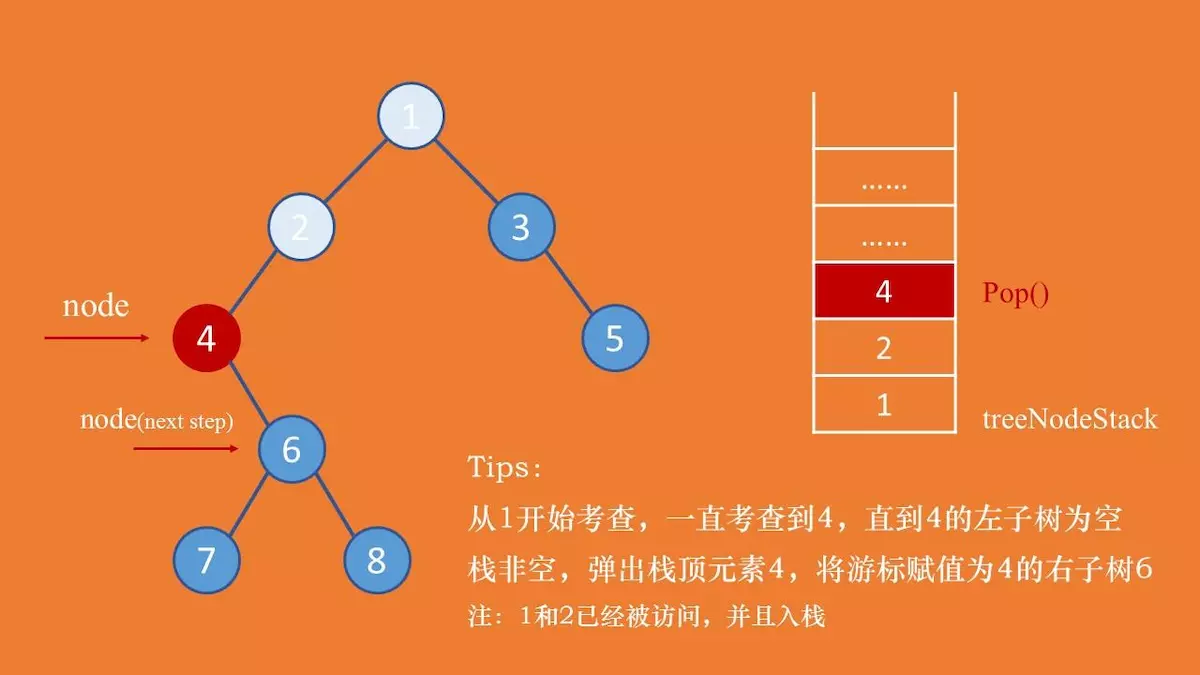 1
2
3
node
4
5
node(next step)
6
7
8
……
……
4
Pop()
2
1
treeNodeStack
Tips:
从1开始考查，一直考查到4，直到4的左子树为空
栈非空，弹出栈顶元素4，将游标赋值为4的右子树6
注：1和2已经被访问，并且入栈